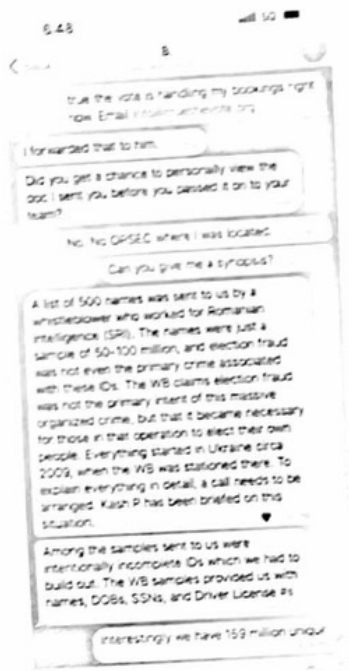 6:48
5G
B
true the vote is handling my bookings right
now. Email
I forwarded that to him.
Did you get a chance to personally view the
doc I sent you before you passed it on to your
team?
No. No OPSEC where I was located
Can you give me a synopsis?
A list of 500 names was sent to us by a
whistleblower who worked for Romanian
intelligence (SRI). The names were just a
sample of 50-100 million, and election fraud
was not even the primary crime associated
with these IDs. The WB claims election fraud
was not the primary intent of this massive
organized crime, but that it became necessary
for those in that operation to elect their own
people. Everything started in Ukraine circa
2009, when the WB was stationed there. To
explain everything in detail, a call needs to be
arranged. Kash P has been briefed on this
situation.
Among the samples sent to us were
intentionally incomplete IDs which we had to
build out. The WB samples provided us with
names, DOBs, SSNs, and Driver License #s
Interestingly we have 159 million uniqu